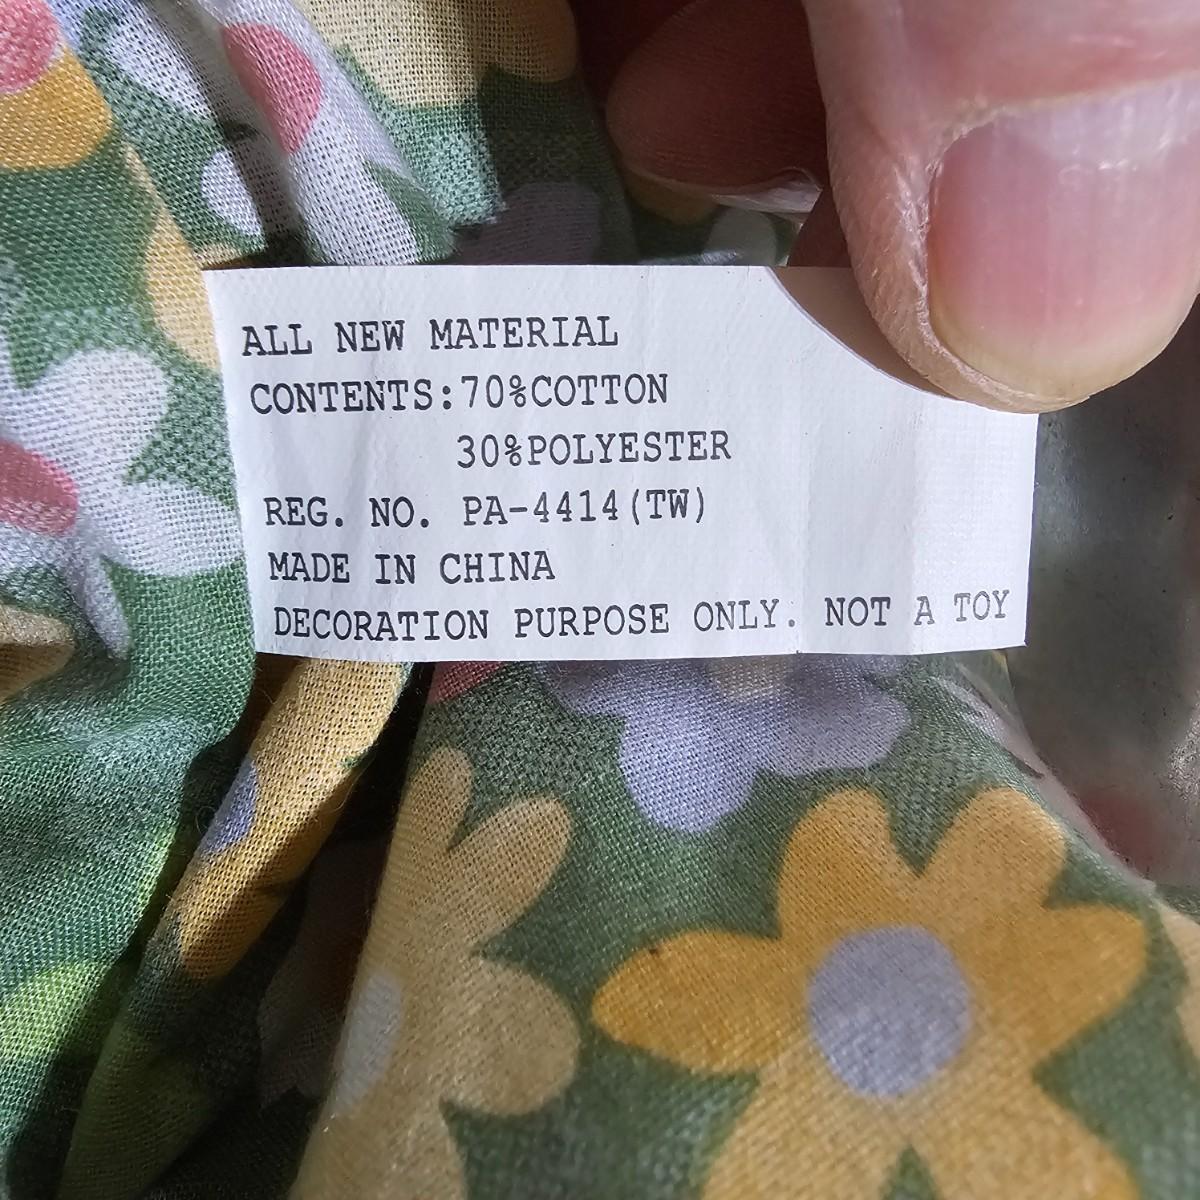 ALL NEW MATERIAL
CONTENTS:70%COTTON
30%POLYESTER
REG. NO. PA-4414(TW)
MADE IN CHINA
DECORATION PURPOSE ONLY. NOT A TOY